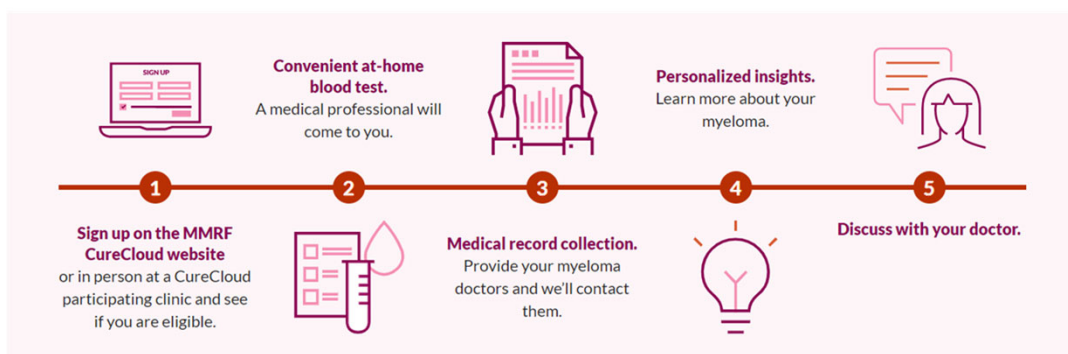 SIGN UP
1
Sign up on the MMRF
CureCloud website
or in person at a CureCloud
participating clinic and see
if you are eligible.
Convenient at-home
blood test.
A medical professional will
come to you.
2
3
Medical record collection.
Provide your myeloma
doctors and we'll contact
them.
Personalized insights.
Learn more about your
myeloma.
4
5
Discuss with your doctor.